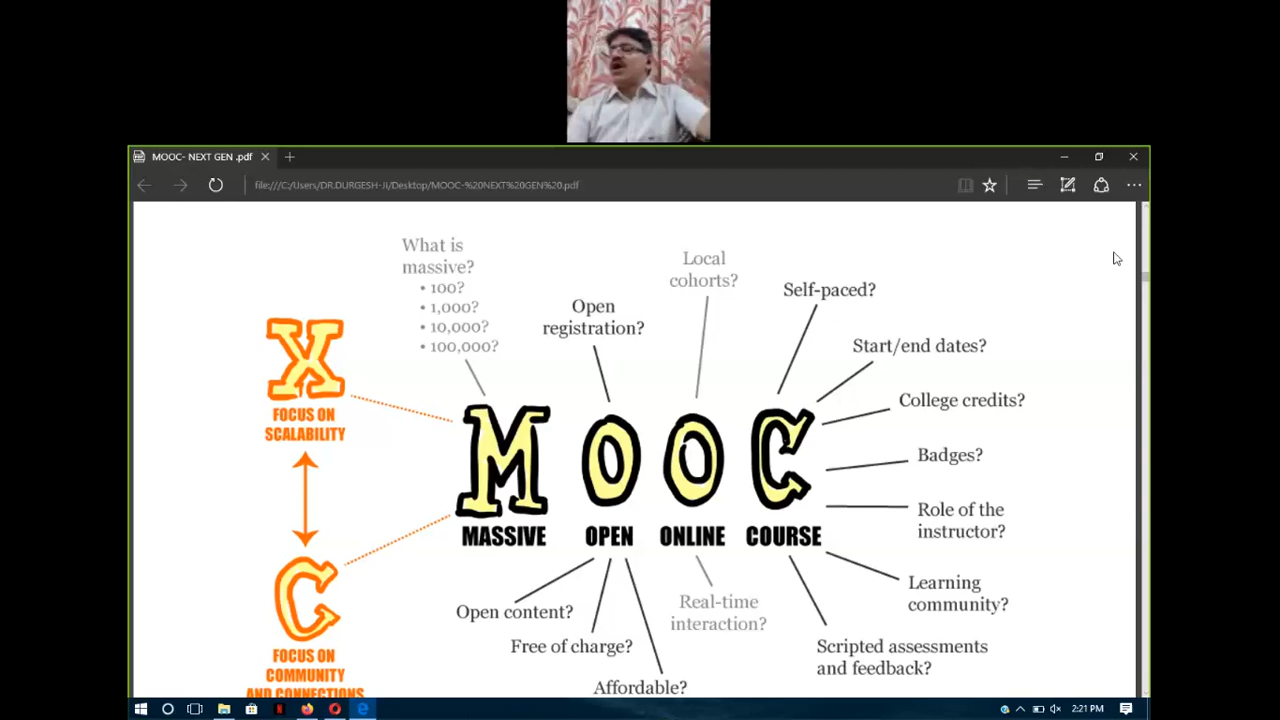 MOOC- NEXT GEN .pdf
file:///C:/Users/DR.DURGESH-JI/Desktop/MOOC-%20NEXT%20GEN%20.pdf
What is
massive?
• 100?
• 1,000?
• 10,000?
• 100,000?
Open
registration?
Local
cohorts?
Self-paced?
Start/end dates?
College credits?
Badges?
Role of the
instructor?
Learning
community?
Scripted assessments
and feedback?
X
FOCUS ON
SCALABILITY
C
FOCUS ON
COMMUNITY
AND CONNECTIONS
M O O C
MASSIVE OPEN ONLINE COURSE
Open content?
Free of charge?
Affordable?
Real-time
interaction?
2:21 PM